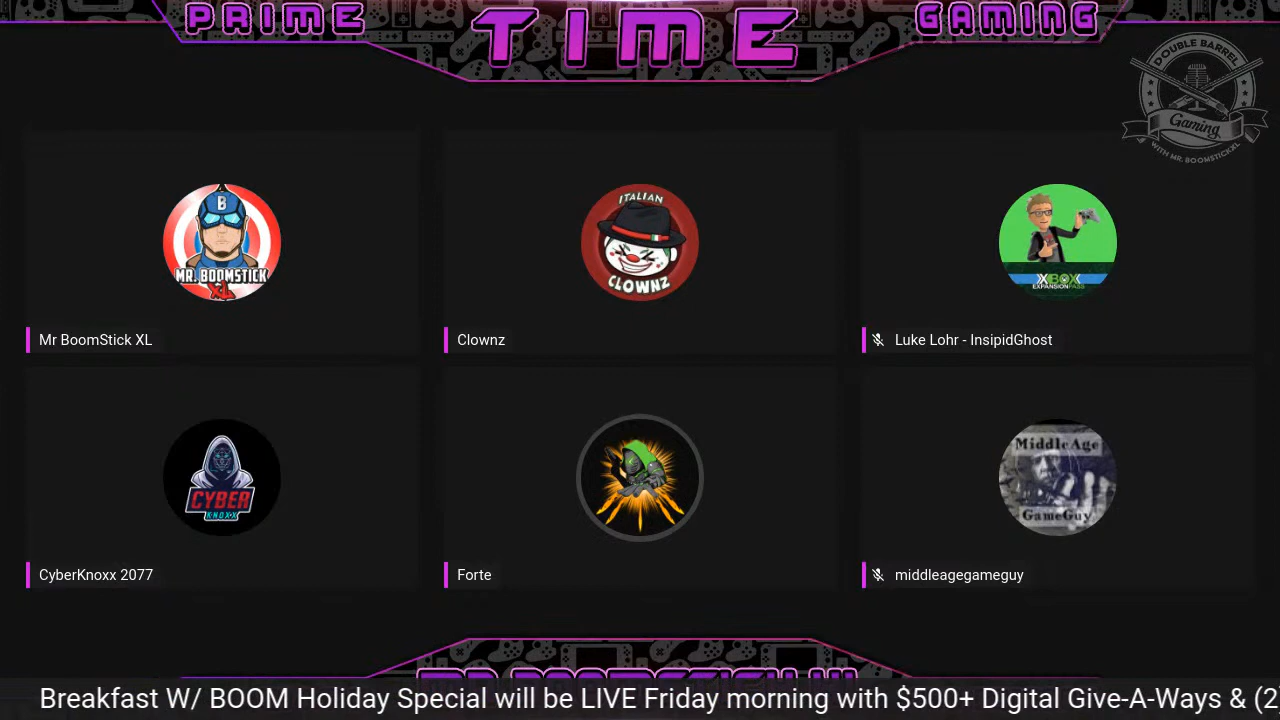 PRIME TIME GAMING
DOUBLE BARREL
Gaming
WITH MR. BOOMSTICKXL
B
MR. BOOMSTICK
XL
ITALIAN
CLOWNZ
XBOX
EXPANSIONPASS
Mr BoomStick XL
Clownz
Luke Lohr - InsipidGhost
CYBER
KNOXX
Middle Age
GameGuy
CyberKnoxx 2077
Forte
middleagegameguy
Breakfast W/ BOOM Holiday Special will be LIVE Friday morning with $500+ Digital Give-A-Ways & (2